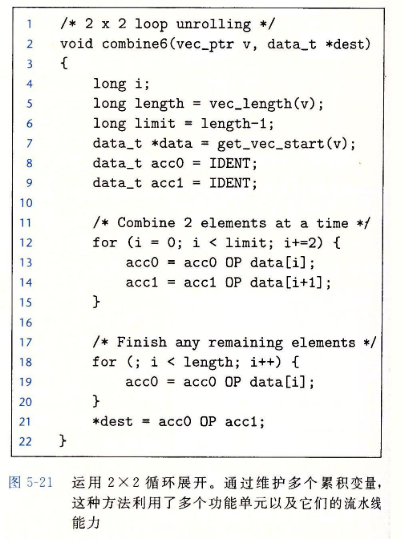 1 /* 2 x 2 loop unrolling */
2 void combine6(vec_ptr v, data_t *dest)
3 {
4     long i;
5     long length = vec_length(v);
6     long limit = length-1;
7     data_t *data = get_vec_start(v);
8     data_t acc0 = IDENT;
9     data_t acc1 = IDENT;
10
11     /* Combine 2 elements at a time */
12     for (i = 0; i < limit; i+=2) {
13         acc0 = acc0 OP data[i];
14         acc1 = acc1 OP data[i+1];
15     }
16
17     /* Finish any remaining elements */
18     for (; i < length; i++) {
19         acc0 = acc0 OP data[i];
20     }
21     *dest = acc0 OP acc1;
22 }
图 5-21 运用 2×2 循环展开。通过维护多个累积变量,
这种方法利用了多个功能单元以及它们的流水线
能力